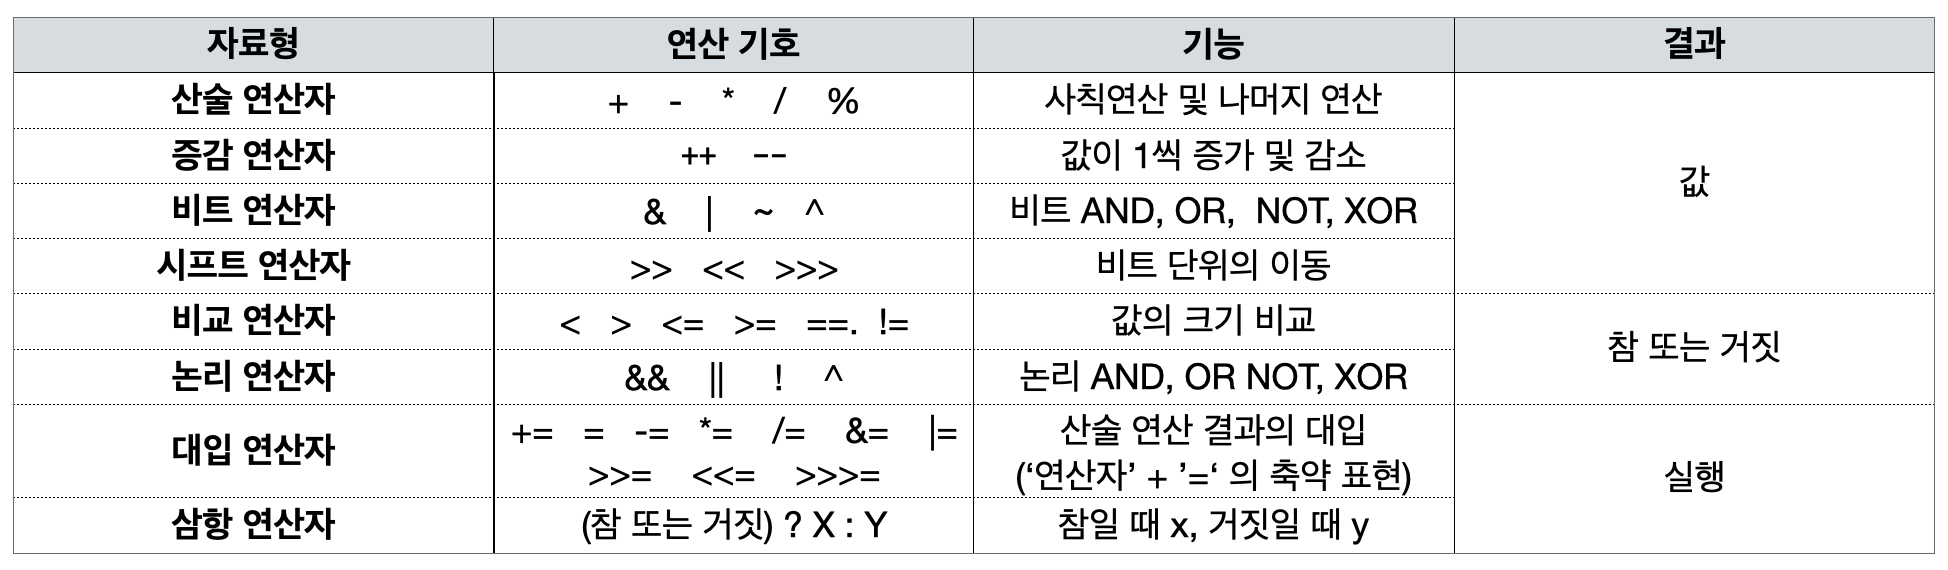 자료형 연산 기호 기능 결과
산술 연산자 + - * / % 사칙연산 및 나머지 연산
증감 연산자 ++ -- 값이 1씩 증가 및 감소
값
비트 연산자 & | ~ ^ 비트 AND, OR, NOT, XOR
시프트 연산자 >> << >>> 비트 단위의 이동
비교 연산자 < > <= >= ==. != 값의 크기 비교
참 또는 거짓
논리 연산자 && || ! ^ 논리 AND, OR NOT, XOR
대입 연산자 += = -= *= /= &= |= 산술 연산 결과의 대입
>>= <<= >>>= (‘연산자’ + ’=‘ 의 축약 표현)
실행
삼항 연산자 (참 또는 거짓) ? X : Y 참일 때 x, 거짓일 때 y